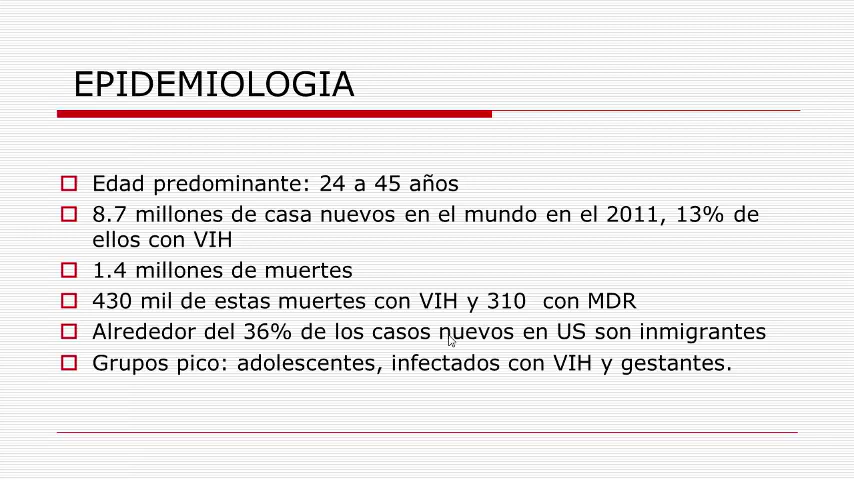 EPIDEMIOLOGIA
Edad predominante: 24 a 45 años
8.7 millones de casa nuevos en el mundo en el 2011, 13% de
ellos con VIH
1.4 millones de muertes
430 mil de estas muertes con VIH y 310 con MDR
Alrededor del 36% de los casos nuevos en US son inmigrantes
Grupos pico: adolescentes, infectados con VIH y gestantes.